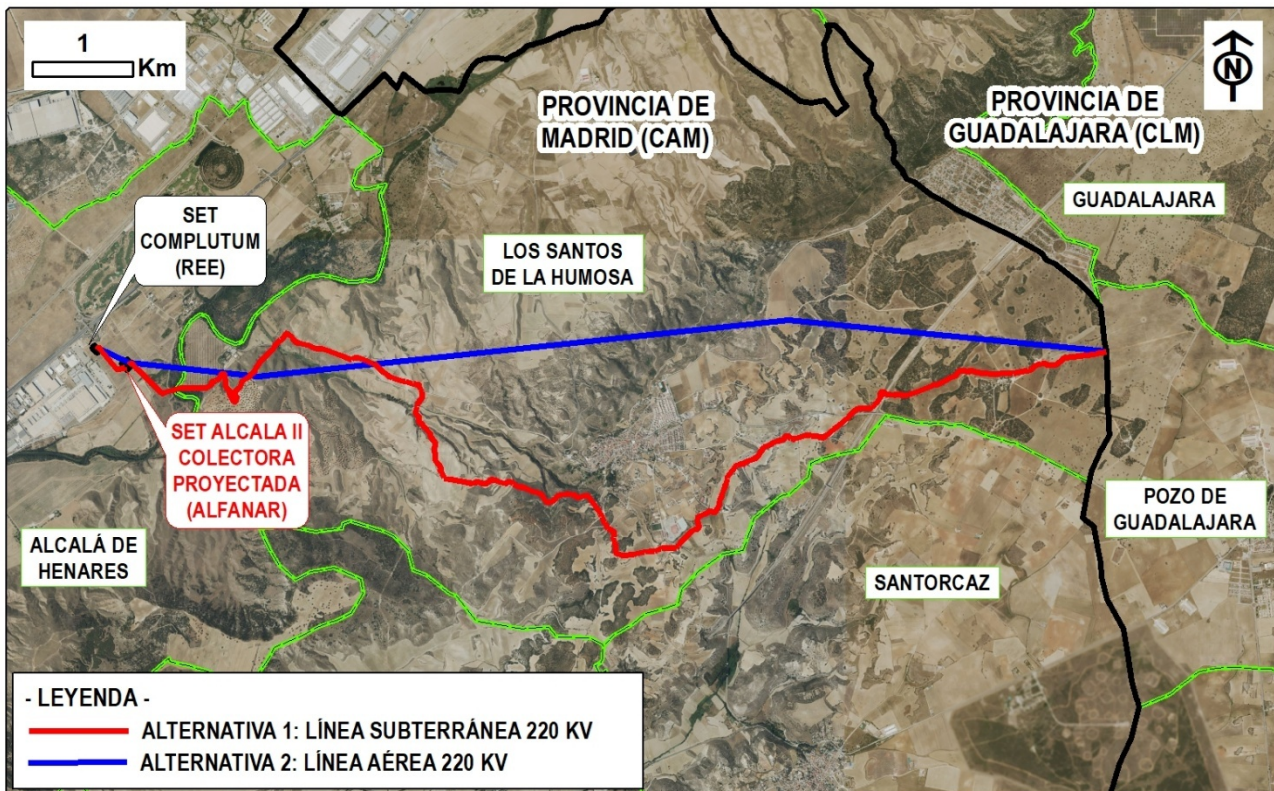 1
Km
PROVINCIA DE
MADRID (CAM)
PROVINCIA DE
GUADALAJARA (CLM)
N
GUADALAJARA
SET
COMPLUTUM
(REE)
LOS SANTOS
DE LA HUMOSA
SET ALCALA II
COLECTORA
PROYECTADA
(ALFANAR)
POZO DE
GUADALAJARA
ALCALÁ DE
HENARES
SANTORCAZ
- LEYENDA -
ALTERNATIVA 1: LÍNEA SUBTERRÁNEA 220 KV
ALTERNATIVA 2: LÍNEA AÉREA 220 KV